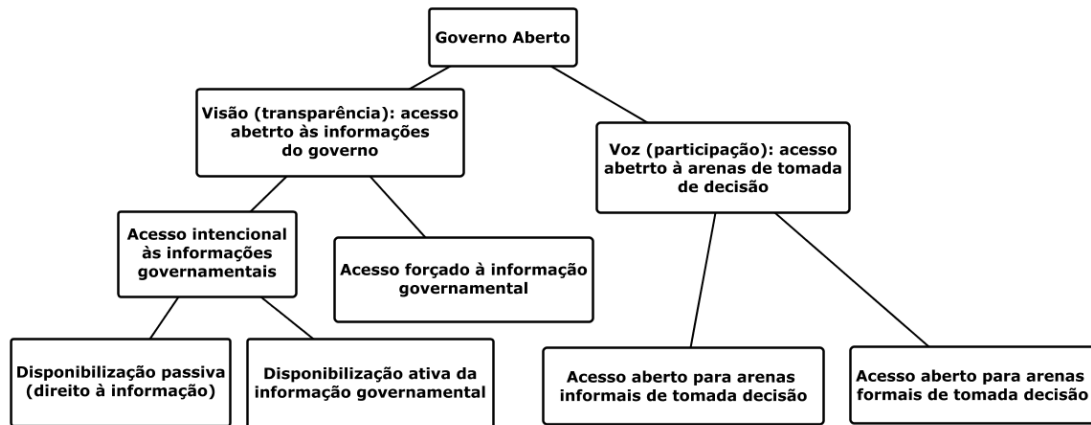 Governo Aberto
Visão (transparência): acesso
abetrto às informações
do governo
Voz (participação): acesso
abetrto à arenas de tomada
de decisão
Acesso intencional
às informações
governamentais
Acesso forçado à informação
governamental
Disponibilização passiva
(direito à informação)
Disponibilização ativa da
informação governamental
Acesso aberto para arenas
informais de tomada decisão
Acesso aberto para arenas
formais de tomada decisão